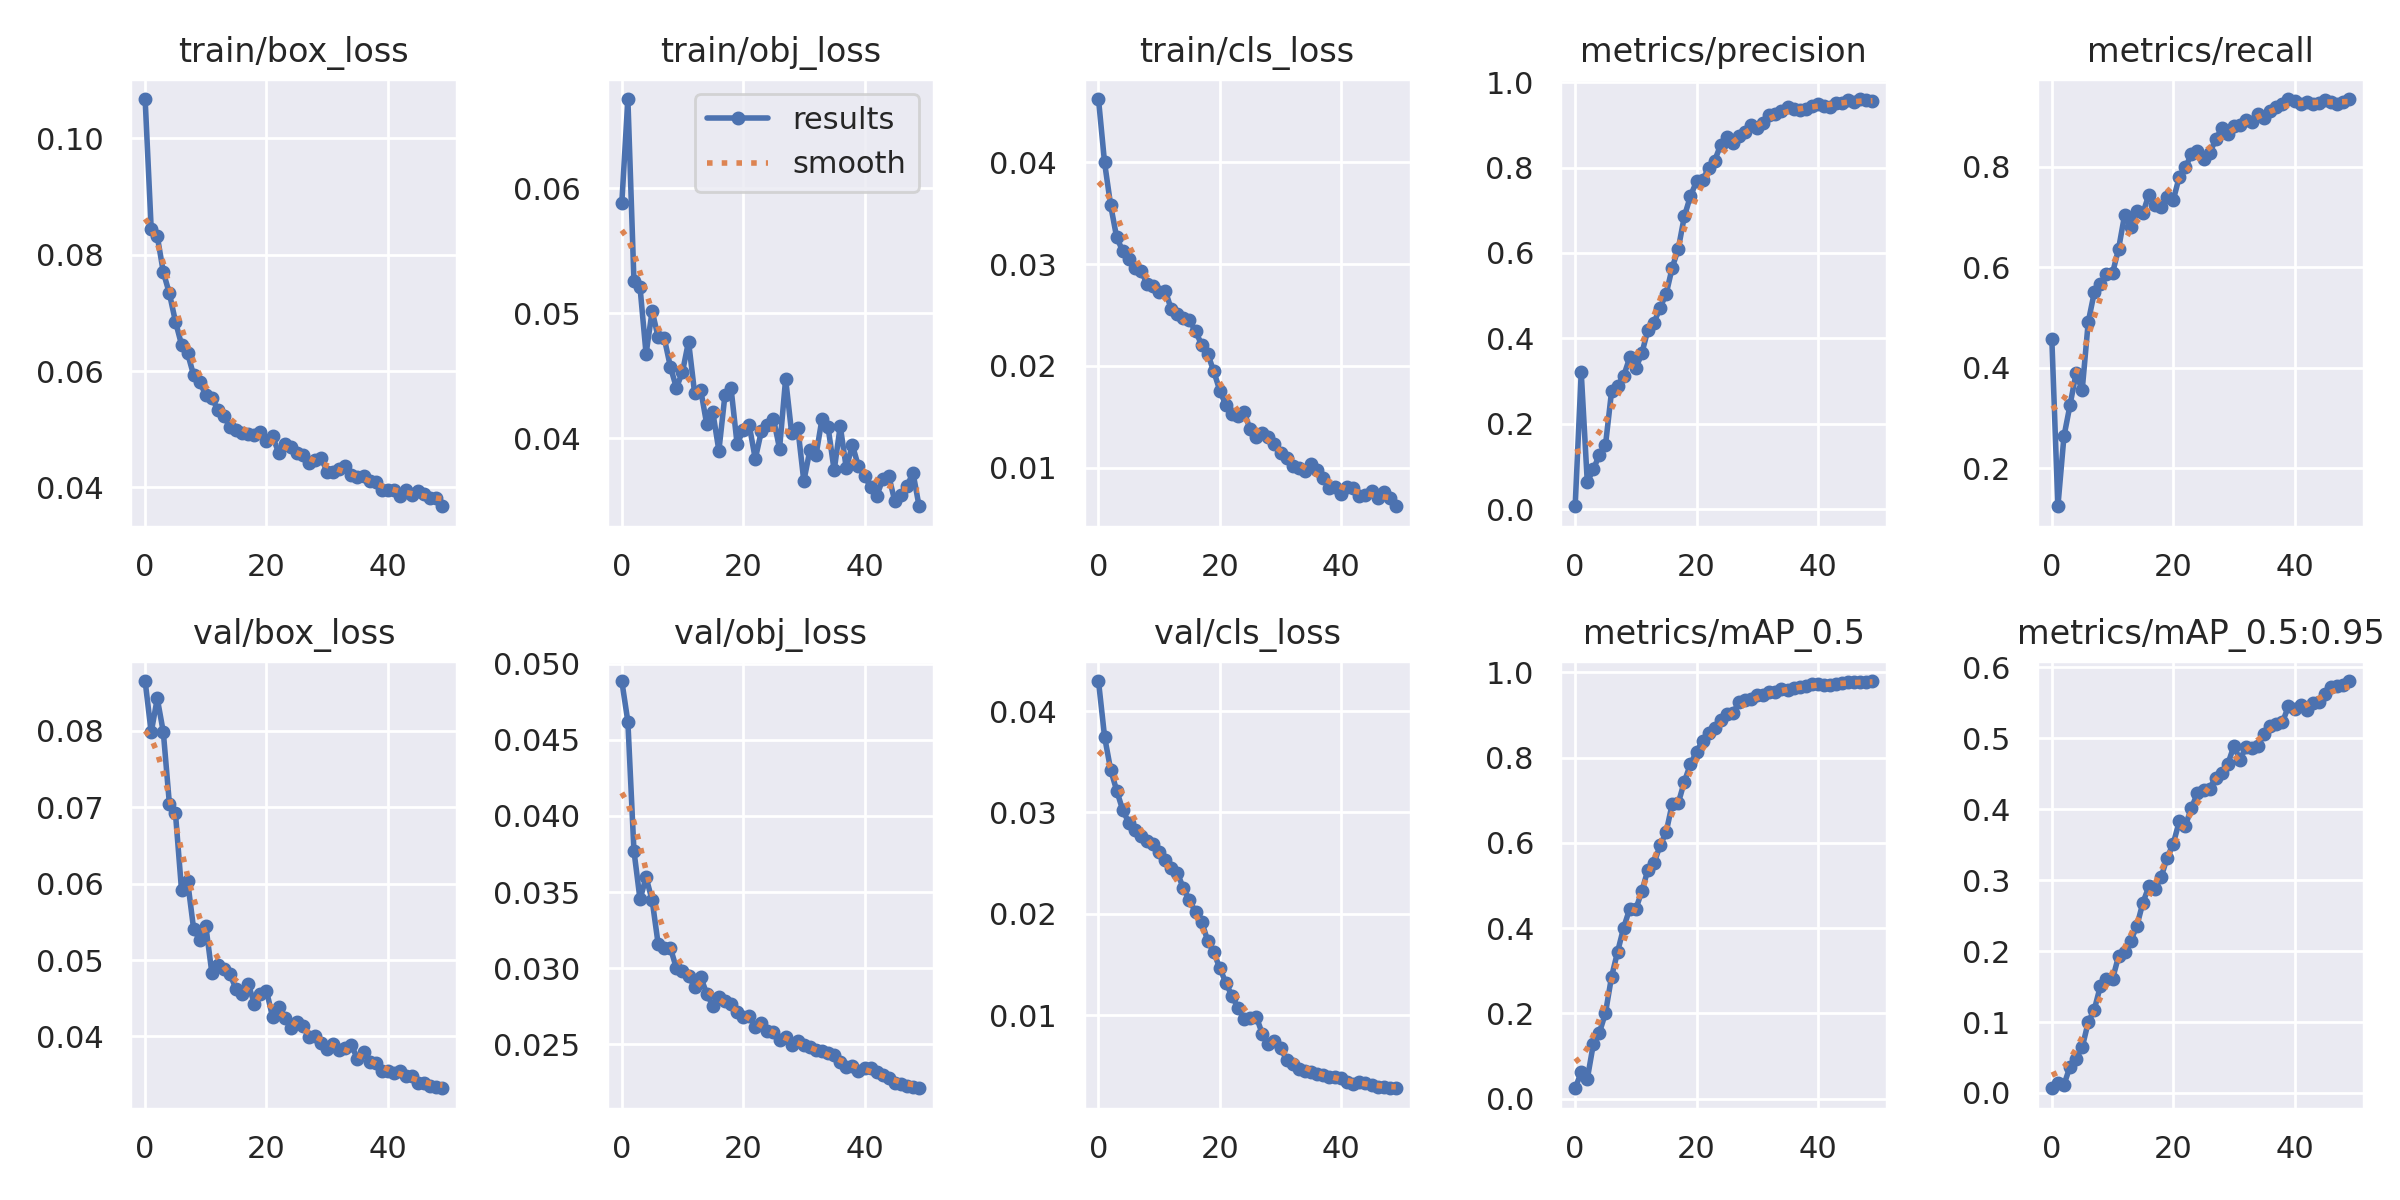 train/box_loss
0.10
0.08
0.06
0.04
0 20 40
train/obj_loss
results
smooth
0.06
0.05
0.04
0 20 40
train/cls_loss
0.04
0.03
0.02
0.01
0 20 40
metrics/precision
1.0
0.8
0.6
0.4
0.2
0.0
0 20 40
metrics/recall
0.8
0.6
0.4
0.2
0 20 40
val/box_loss
0.08
0.07
0.06
0.05
0.04
0 20 40
val/obj_loss
0.050
0.045
0.040
0.035
0.030
0.025
0 20 40
val/cls_loss
0.04
0.03
0.02
0.01
0 20 40
metrics/mAP_0.5
1.0
0.8
0.6
0.4
0.2
0.0
0 20 40
metrics/mAP_0.5:0.95
0.6
0.5
0.4
0.3
0.2
0.1
0.0
0 20 40